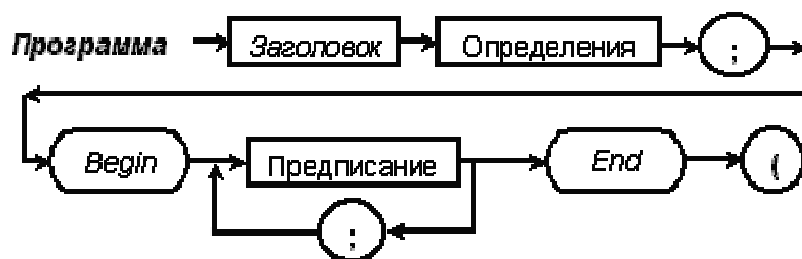 Программа Заголовок Определения ;
Begin Предписание End (
;